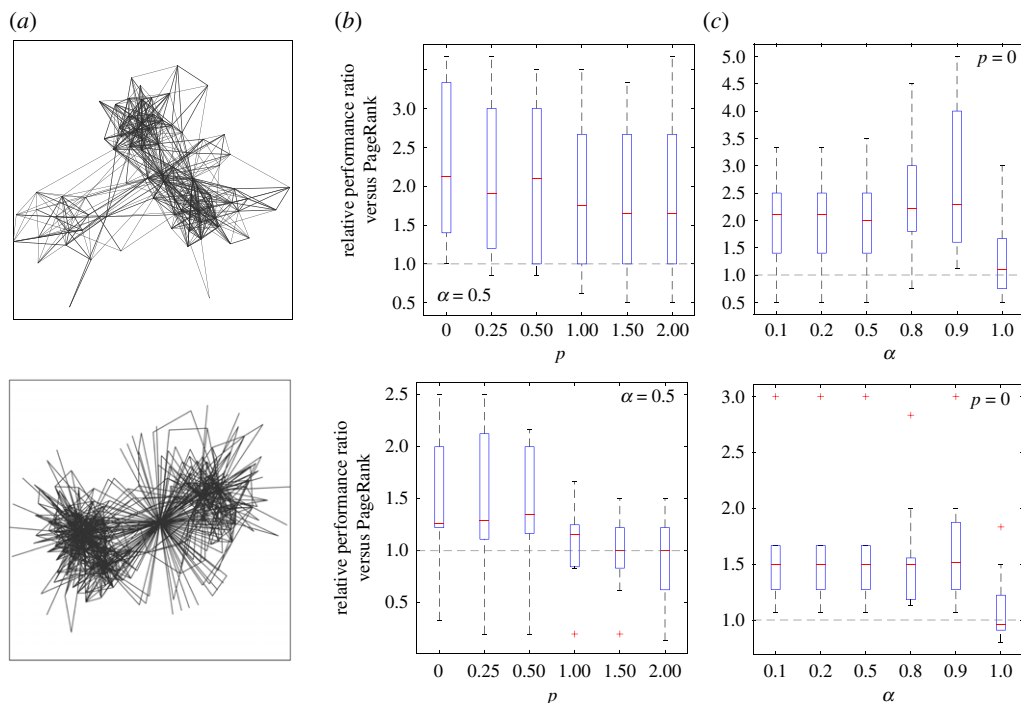 (a)
(b)
(c)
relative performance ratio
versus PageRank
3.0
2.5
2.0
1.5
1.0
0.5
α = 0.5
0 0.25 0.50 1.00 1.50 2.00
p
5.0
4.5
4.0
3.5
3.0
2.5
2.0
1.5
1.0
0.5
p = 0
0.1 0.2 0.5 0.8 0.9 1.0
α
relative performance ratio
versus PageRank
2.5
2.0
1.5
1.0
0.5
α = 0.5
0 0.25 0.50 1.00 1.50 2.00
p
3.0
2.5
2.0
1.5
1.0
p = 0
0.1 0.2 0.5 0.8 0.9 1.0
α